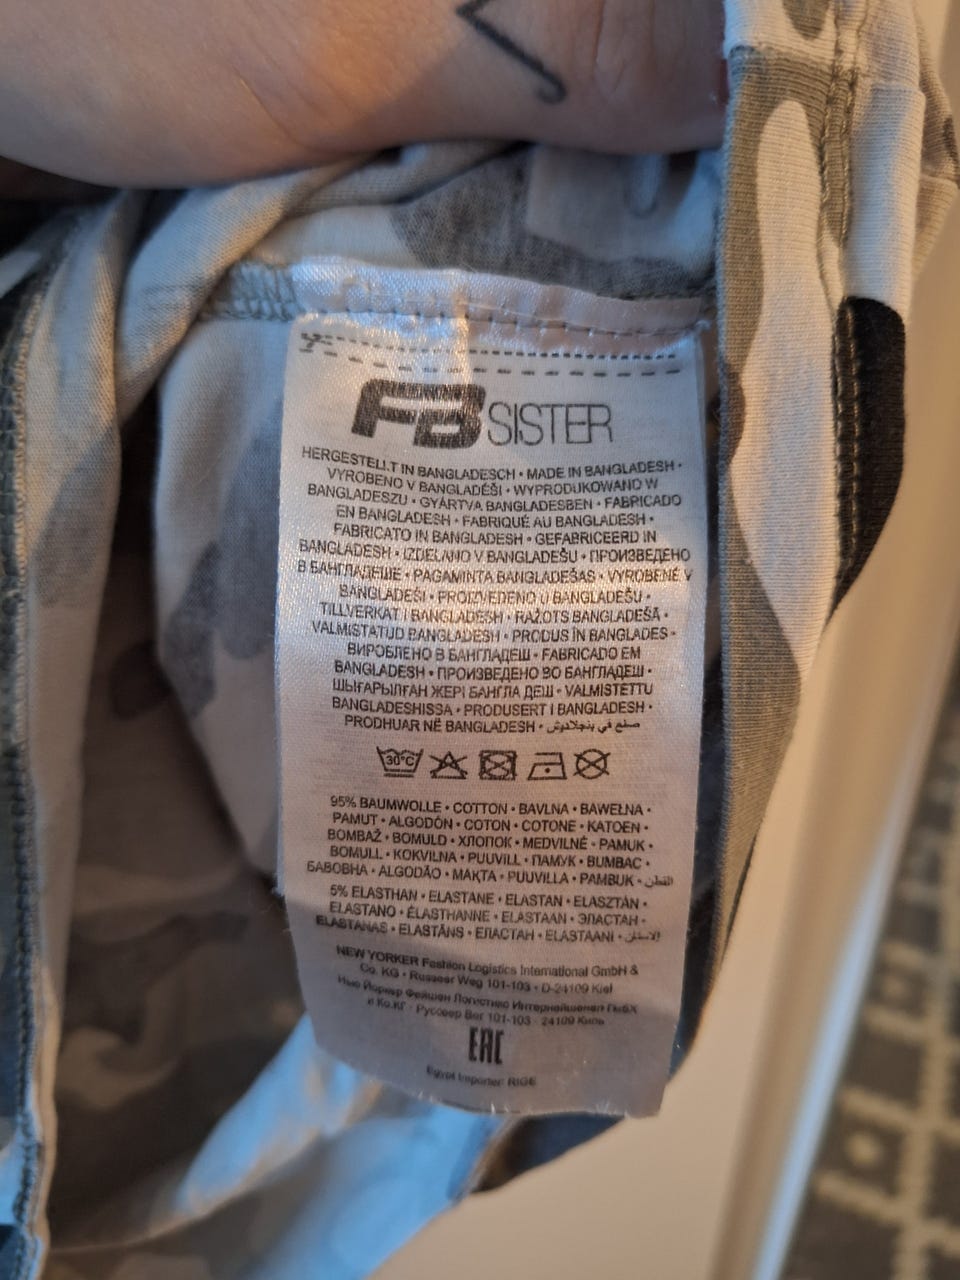 FB SISTER
HERGESTELLT IN BANGLADESCH • MADE IN BANGLADESH •
VYROBENO V BANGLADÉŠI • WYPRODUKOWANO W
BANGLADESZU • GYÁRTVA BANGLADESBEN • FABRICADO
EN BANGLADESH • FABRIQUÉ AU BANGLADESH •
FABRICATO IN BANGLADESH • GEFABRICEERD IN
BANGLADESH • IZDELANO V BANGLADEŠU • ПРОИЗВЕДЕНО
В БАНГЛАДЕШЕ • PAGAMINTA BANGLADEŠAS • VYROBENÉ V
BANGLADÉŠI • PROIZVEDENO U BANGLADEŠU •
TILLVERKAT I BANGLADESH • RAŽOTS BANGLADEŠĀ •
VALMISTATUD BANGLADESH • PRODUS ÎN BANGLADES •
ВИРОБЛЕНО В БАНГЛАДЕШ • FABRICADO EM
BANGLADESH • ПРОИЗВЕДЕНО ВО БАНГЛАДЕШ •
ШЫҒАРЫЛҒАН ЖЕРІ БАНГЛА ДЕШ • VALMISTETTU
BANGLADESHISSA • PRODUSERT I BANGLADESH •
PRODHUAR NË BANGLADESH • صنع في بنجلادوش
30°C
95% BAUMWOLLE • COTTON • BAVLNA • BAWEŁNA •
PAMUT • ALGODÓN • COTON • COTONE • KATOEN •
BOMBAŽ • BOMULD • ХЛОПОК • MEDVILNĖ • PAMUK •
BOMULL • KOKVILNA • PUUVILL • ПАМУК • BUMBAC •
БАВОВНА • ALGODÃO • МАҚТА • PUUVILLA • PAMBUK • القطن
5% ELASTHAN • ELASTANE • ELASTAN • ELASZTÁN •
ELASTANO • ÉLASTHANNE • ELASTAAN • ЭЛАСТАН •
ELASTANAS • ELASTĀNS • ЕЛАСТАН • ELASTAANI •
NEW YORKER Fashion Logistics International GmbH &
Co. KG • Russeer Weg 101-103 • D-24109 Kiel
Нью Йоркер Фейшен Логистикс Интернейшенел ГмбХ
и Ко.КГ • Руссеер Вег 101-103 • 24109 Киль
EAC
Egypt Importer: RIGE